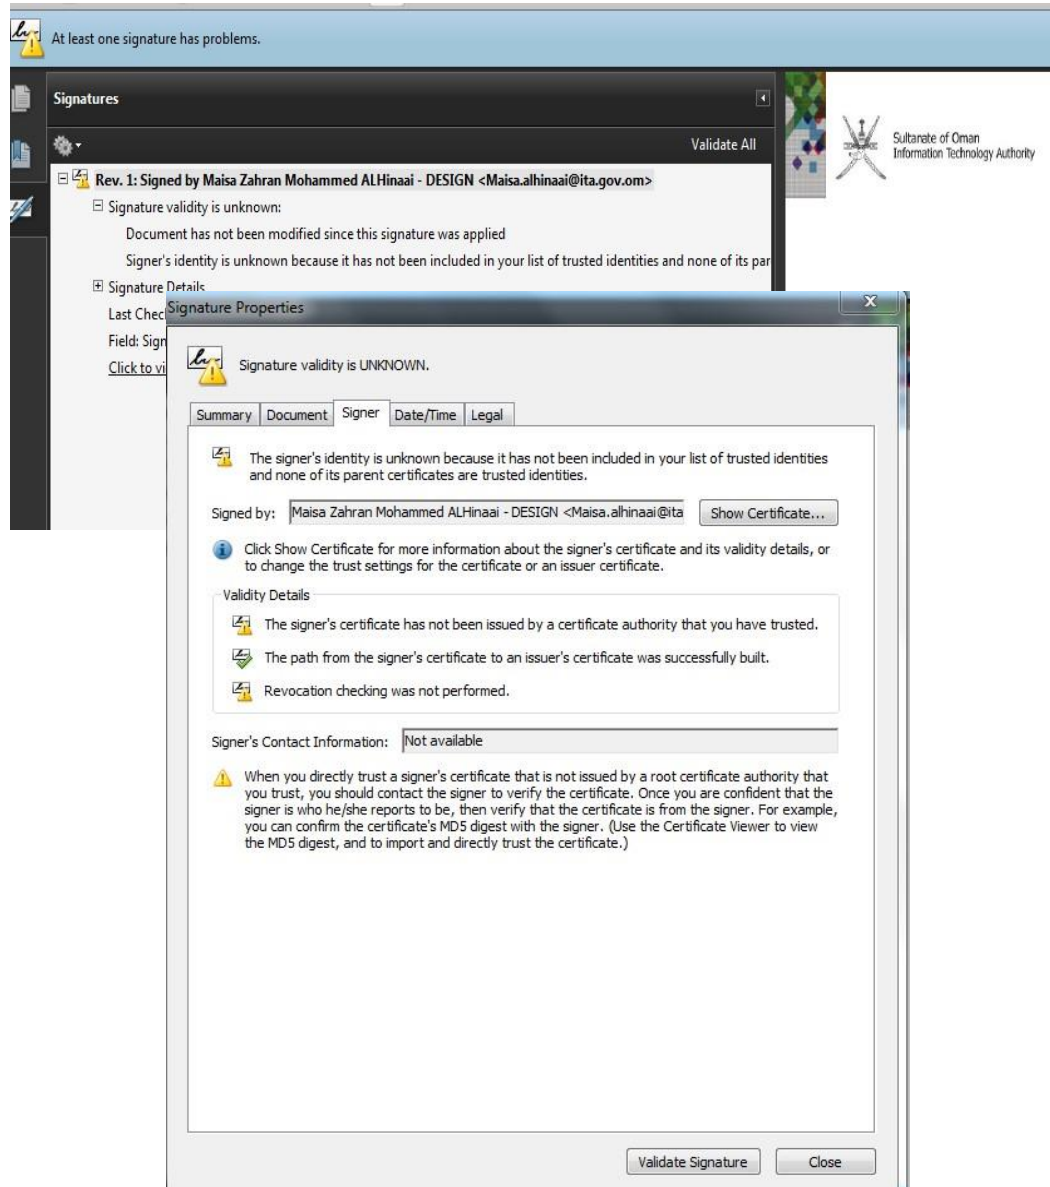 At least one signature has problems.
Signatures
Validate All
Sultanate of Oman
Information Technology Authority
Rev. 1: Signed by Maisa Zahran Mohammed ALHinaai - DESIGN <Maisa.alhinaai@ita.gov.om>
Signature validity is unknown:
Document has not been modified since this signature was applied
Signer's identity is unknown because it has not been included in your list of trusted identities and none of its par
Signature Details
Last Chec
Field: Sign
Click to vi
Signature Properties
Signature validity is UNKNOWN.
Summary Document Signer Date/Time Legal
The signer's identity is unknown because it has not been included in your list of trusted identities
and none of its parent certificates are trusted identities.
Signed by: Maisa Zahran Mohammed ALHinaai - DESIGN <Maisa.alhinaai@ita Show Certificate...
Click Show Certificate for more information about the signer's certificate and its validity details, or
to change the trust settings for the certificate or an issuer certificate.
Validity Details
The signer's certificate has not been issued by a certificate authority that you have trusted.
The path from the signer's certificate to an issuer's certificate was successfully built.
Revocation checking was not performed.
Signer's Contact Information: Not available
When you directly trust a signer's certificate that is not issued by a root certificate authority that
you trust, you should contact the signer to verify the certificate. Once you are confident that the
signer is who he/she reports to be, then verify that the certificate is from the signer. For example,
you can confirm the certificate's MD5 digest with the signer. (Use the Certificate Viewer to view
the MD5 digest, and to import and directly trust the certificate.)
Validate Signature Close